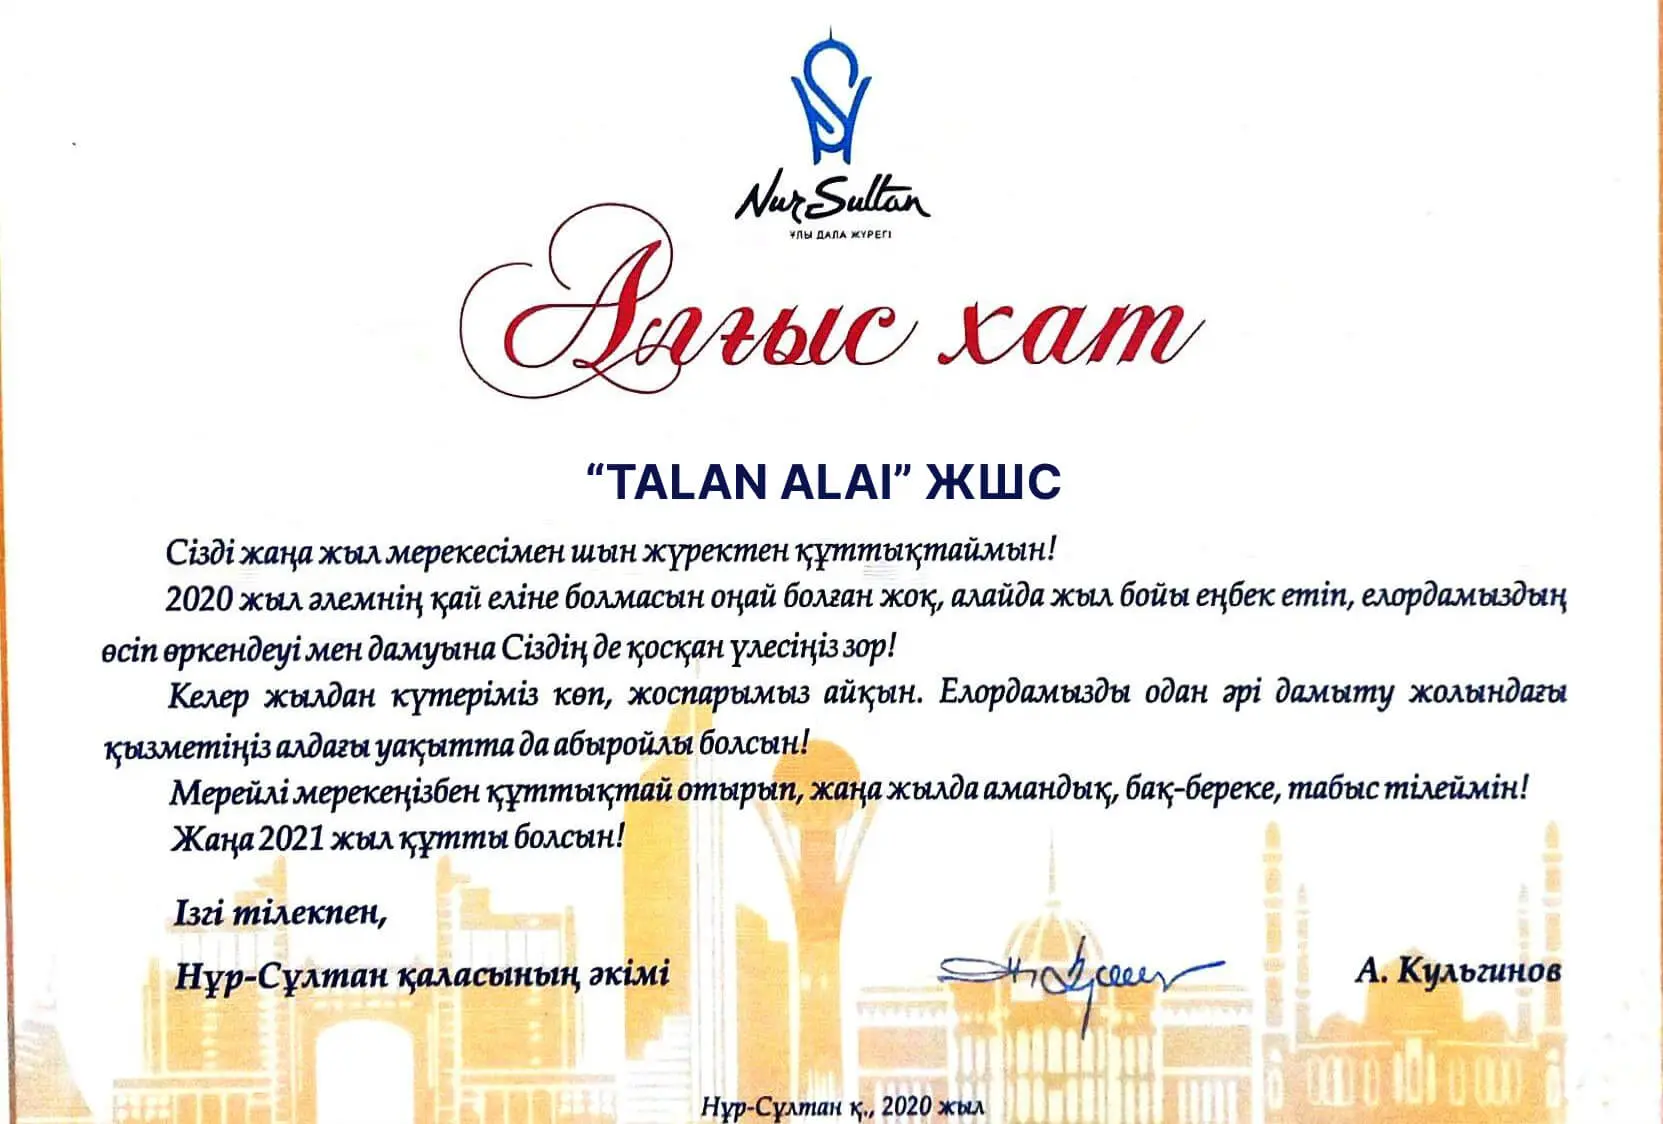 Nur Sultan
ҰЛЫ ДАЛА ЖҮРЕГІ
Алғыс хат
“TALAN ALAI” ЖШС
Сізді жаңа жыл мерекесімен шын жүректен құттықтаймын!
2020 жыл әлемнің қай еліне болмасын оңай болған жоқ, алайда жыл бойы еңбек етіп, елордамыздың
өсіп өркендеуі мен дамуына Сіздің де қосқан үлесіңіз зор!
Келер жылдан күтеріміз көп, жоспарымыз айқын. Елордамызды одан әрі дамыту жолындағы
қызметіңіз алдағы уақытта да абыройлы болсын!
Мерейлі мерекеңізбен құттықтай отырып, жаңа жылда амандық, бақ-береке, табыс тілеймін!
Жаңа 2021 жыл құтты болсын!
Ізгі тілекпен,
Нұр-Сұлтан қаласының әкімі А. Кульгинов
Нұр-Сұлтан қ., 2020 жыл